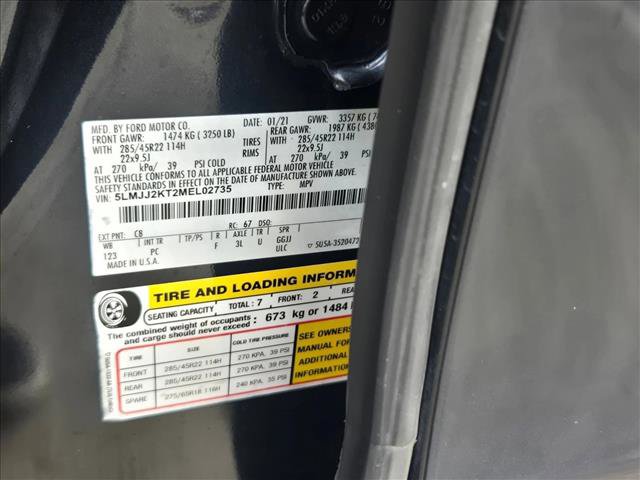 MFD. BY FORD MOTOR CO. DATE: 01/21 GVWR: 3357 KG
FRONT GAWR: 1474 KG ( 3250 LB) REAR GAWR: 1987 KG
WITH 285/45R22 114H TIRES WITH 285/45R22 114H
22x9.5J RIMS 22x9.5J
AT 270 kPa/ 39 PSI COLD AT 270 kPa/ 39 PSI
THIS VEHICLE CONFORMS TO ALL APPLICABLE FEDERAL MOTOR VEHICLE
SAFETY STANDARDS IN EFFECT ON THE DATE OF MANUFACTURE SHOWN
VIN: 5LMJJ2KT2MEL02735 TYPE: MPV
EXT PNT: C8 RC: 67 DSO:
WB INT TR TP/PS R AXLE TR SPR
123 PC F 3L U GGJJ
MADE IN U.S.A. ULC
TIRE AND LOADING INFORM
SEATING CAPACITY TOTAL: 7 FRONT: 2
The combined weight of occupants and cargo should never exceed: 673 kg or 1484
TIRE SIZE COLD TIRE PRESSURE
FRONT 285/45R22 114H 270 KPA, 39 PSI
REAR 285/45R22 114H 270 KPA, 39 PSI
SPARE 275/65R18 116H 240 KPA, 35 PSI
SEE OWNERS
MANUAL FOR
ADDITIONAL
INFORMATION